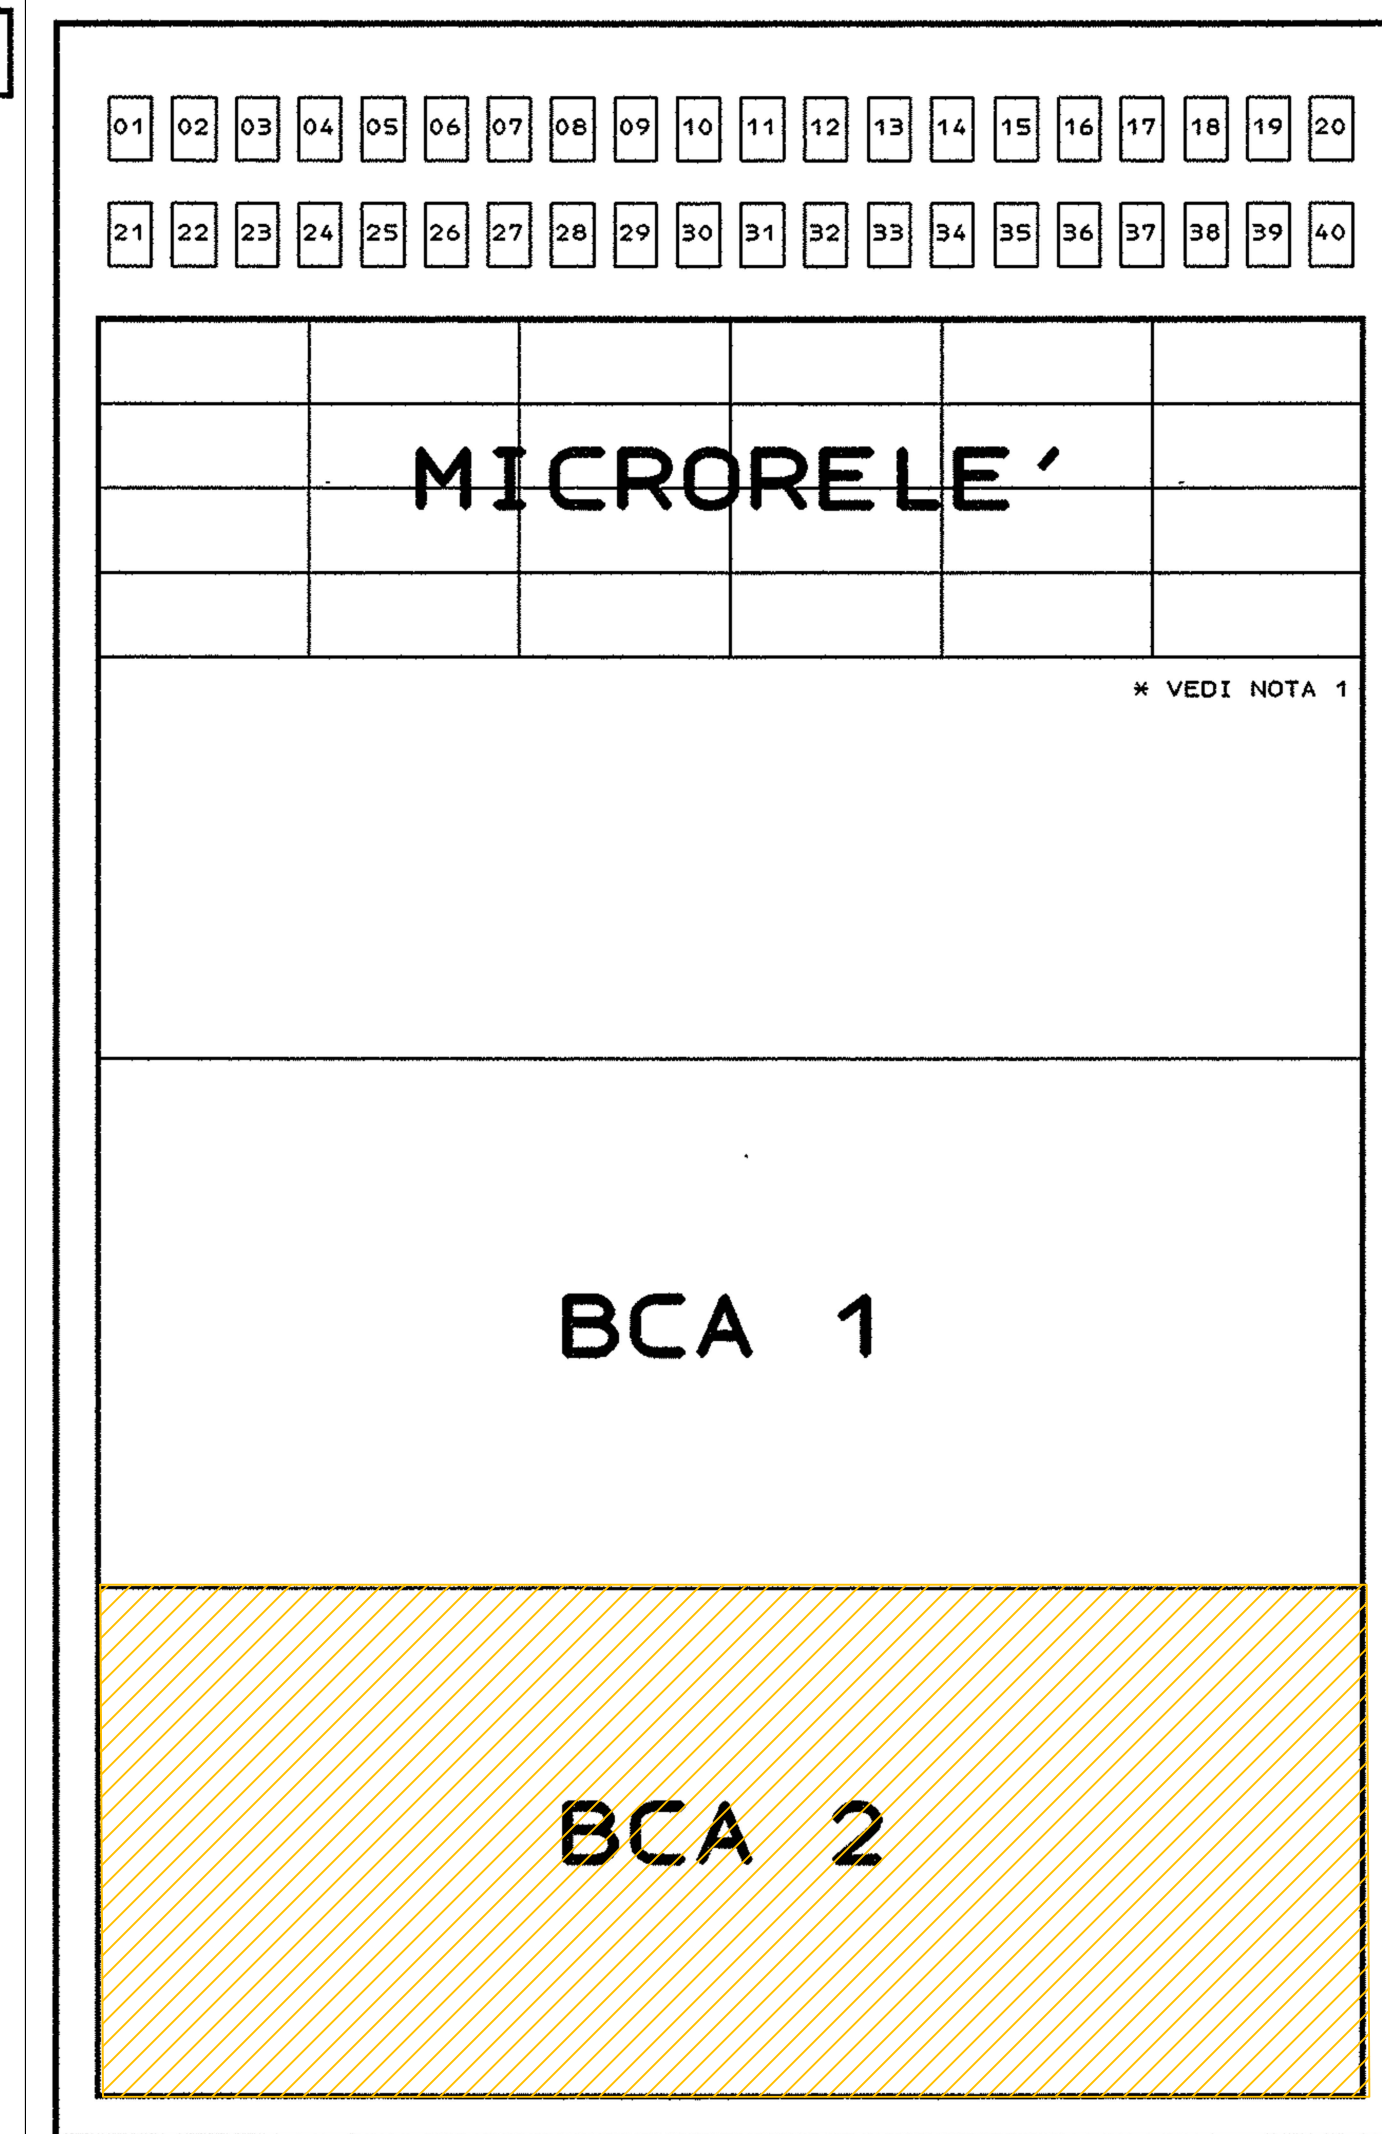 01 02 03 04 05 06 07 08 09 10 11 12 13 14 15 16 17 18 19 20
21 22 23 24 25 26 27 28 29 30 31 32 33 34 35 36 37 38 39 40
MICRORELE'
* VEDI NOTA 1
BCA 1
BCA 2